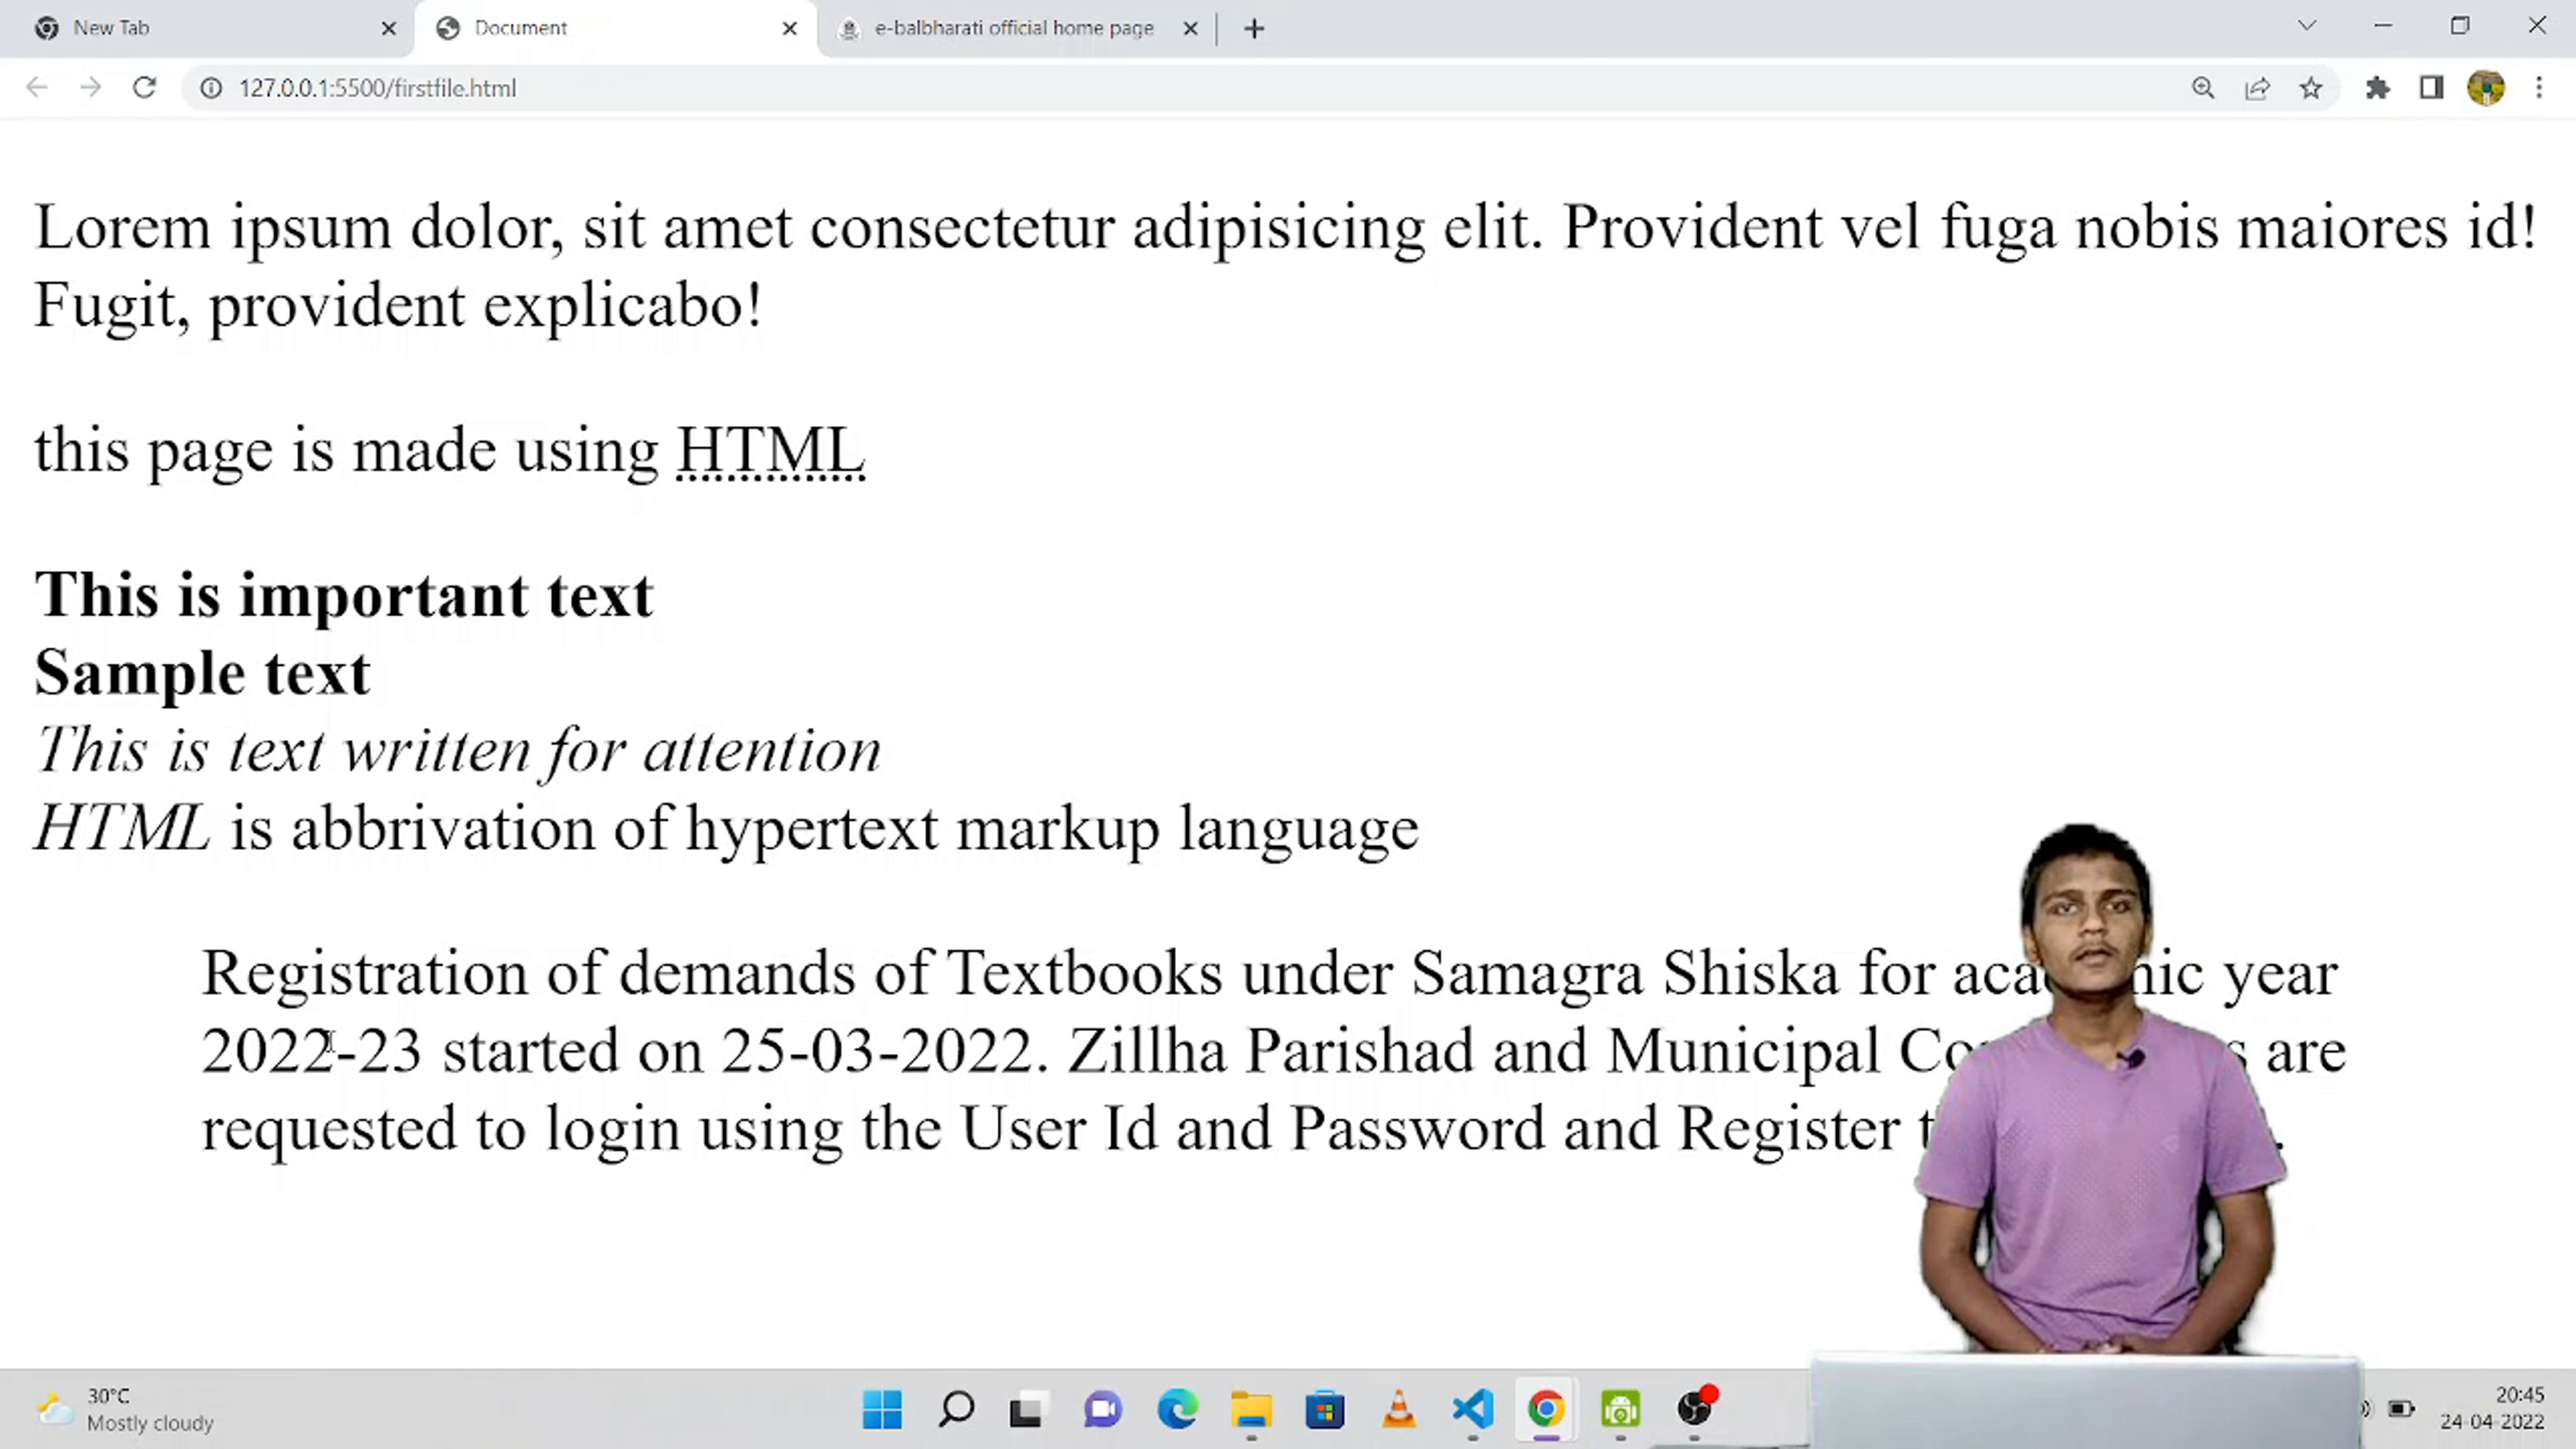 New Tab
Document
e-balbharati official home page
127.0.0.1:5500/firstfile.html
Lorem ipsum dolor, sit amet consectetur adipisicing elit. Provident vel fuga nobis maiores id!
Fugit, provident explicabo!
this page is made using HTML
This is important text
Sample text
This is text written for attention
HTML is abbrivation of hypertext markup language
Registration of demands of Textbooks under Samagra Shiska for year
2022-23 started on 25-03-2022. Zillha Parishad and Municipal are
requested to login using the User Id and Password and Register
30°C
Mostly cloudy
20:45
24-04-2022